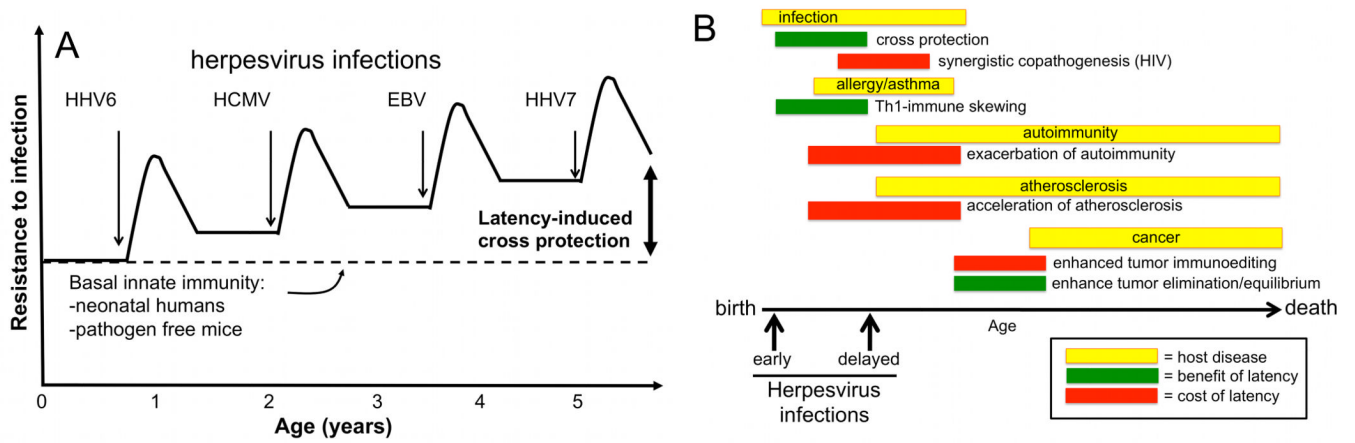 A
herpesvirus infections
HHV6
HCMV
EBV
HHV7
Resistance to infection
Latency-induced
cross protection
Basal innate immunity:
-neonatal humans
-pathogen free mice
0
1
2
3
4
5
Age (years)
B
infection
cross protection
synergistic copathogenesis (HIV)
allergy/asthma
Th1-immune skewing
autoimmunity
exacerbation of autoimmunity
atherosclerosis
acceleration of atherosclerosis
cancer
enhanced tumor immunoediting
enhance tumor elimination/equilibrium
birth
death
Age
early
delayed
Herpesvirus
infections
= host disease
= benefit of latency
= cost of latency